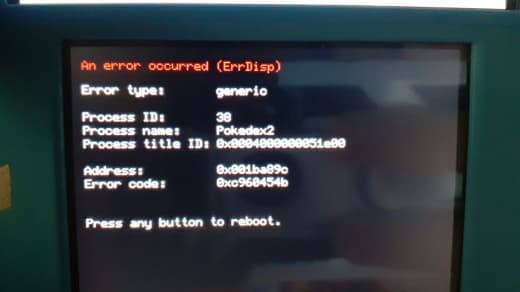 An error occurred (ErrDisp)
Error type: generic
Process ID: 38
Process name: Pokedex2
Process title ID: 0x0004000000051e00
Address: 0x001ba89c
Error code: 0xc960454b
Press any button to reboot.